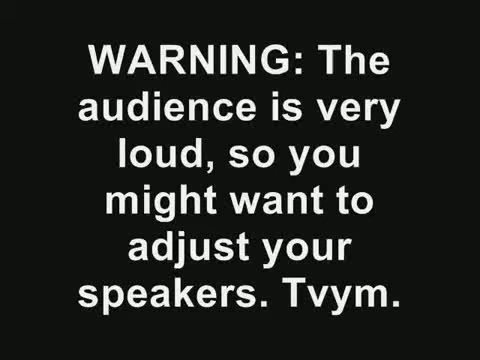 WARNING: The
audience is very
loud, so you
might want to
adjust your
speakers. Tvym.